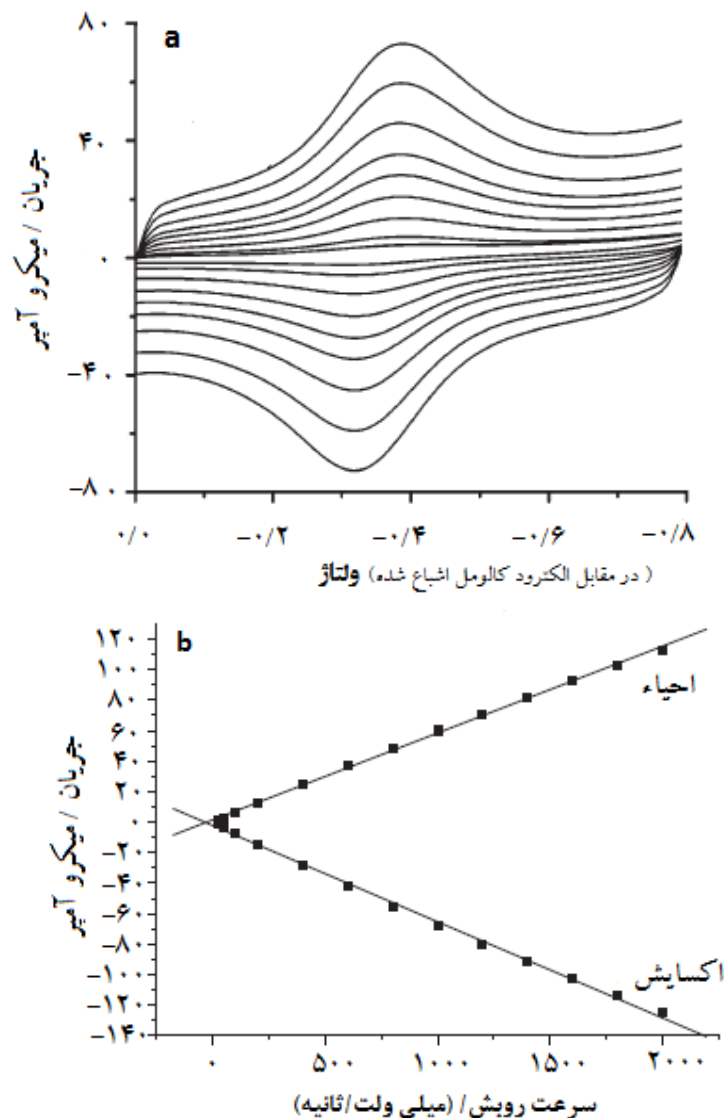 a
۸۰
۴۰
۰
-۴۰
-۸۰
جریان / میکرو آمپر
۰/۰ -۰/۲ -۰/۴ -۰/۶ -۰/۸
ولتاژ (در مقابل الکترود کالومل اشباع شده)
b
۱۲۰
۱۰۰
۸۰
۶۰
۴۰
۲۰
۰
-۲۰
-۴۰
-۶۰
-۸۰
-۱۰۰
-۱۲۰
-۱۴۰
جریان / میکرو آمپر
احیاء
اکسایش
۰ ۵۰۰ ۱۰۰۰ ۱۵۰۰ ۲۰۰۰
سرعت روبش/ (میلی ولت/ثانیه)